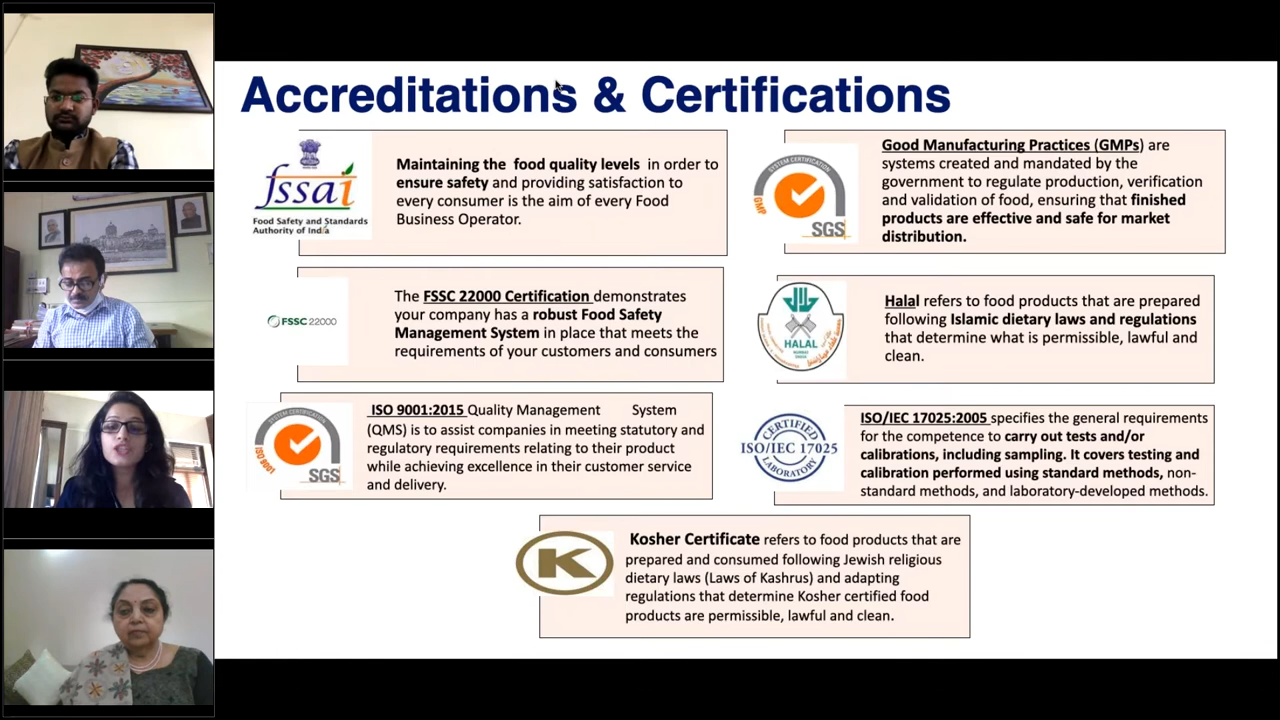 Accreditations & Certifications
fssai
Food Safety and Standards
Authority of India
Maintaining the food quality levels in order to
ensure safety and providing satisfaction to
every consumer is the aim of every Food
Business Operator.
SYSTEM CERTIFICATION
GMP
SGS
Good Manufacturing Practices (GMPs) are
systems created and mandated by the
government to regulate production, verification
and validation of food, ensuring that finished
products are effective and safe for market
distribution.
FSSC 22000
The FSSC 22000 Certification demonstrates
your company has a robust Food Safety
Management System in place that meets the
requirements of your customers and consumers
HALAL
Halal refers to food products that are prepared
following Islamic dietary laws and regulations
that determine what is permissible, lawful and
clean.
SYSTEM CERTIFICATION
ISO 9001
SGS
ISO 9001:2015 Quality Management System
(QMS) is to assist companies in meeting statutory and
regulatory requirements relating to their product
while achieving excellence in their customer service
and delivery.
CERTIFIED
ISO/IEC 17025
LABORATORY
ISO/IEC 17025:2005 specifies the general requirements
for the competence to carry out tests and/or
calibrations, including sampling. It covers testing and
calibration performed using standard methods, non-
standard methods, and laboratory-developed methods.
K
Kosher Certificate refers to food products that are
prepared and consumed following Jewish religious
dietary laws (Laws of Kashrus) and adapting
regulations that determine Kosher certified food
products are permissible, lawful and clean.